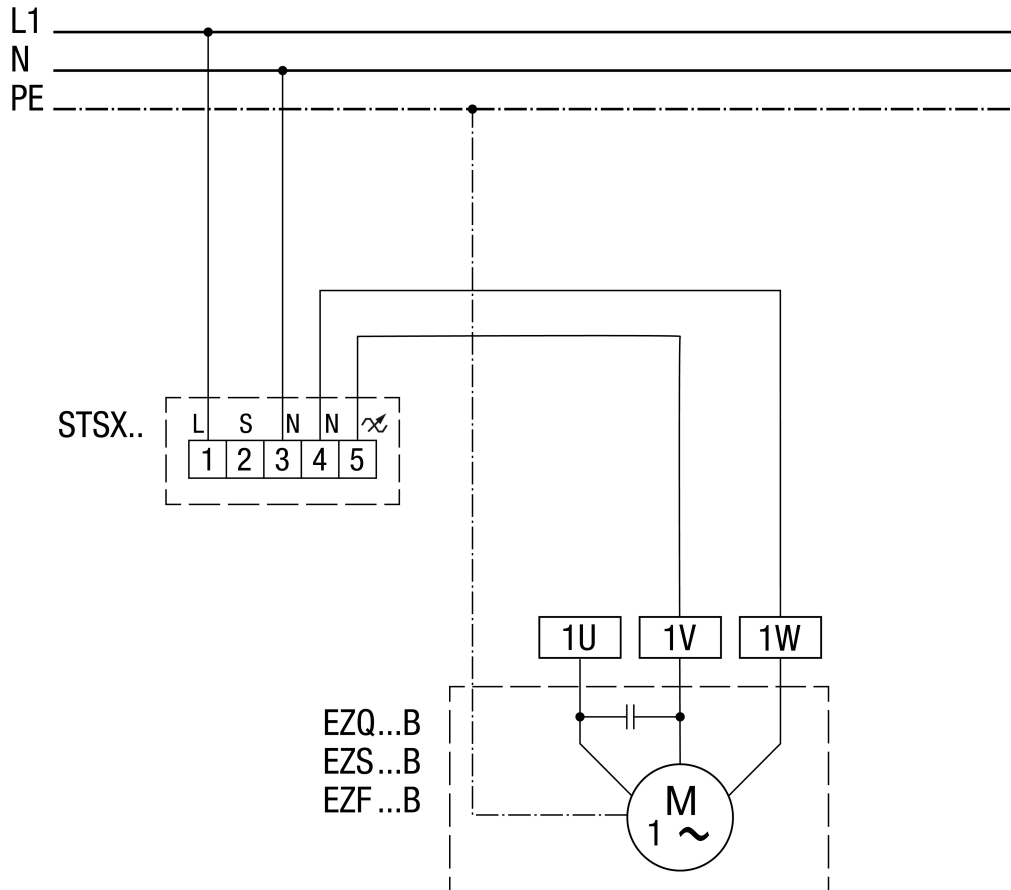 L1
N
PE
STSX..
L S N N
1 2 3 4 5
1U 1V 1W
EZQ...B
EZS...B
EZF...B
M
1 ~